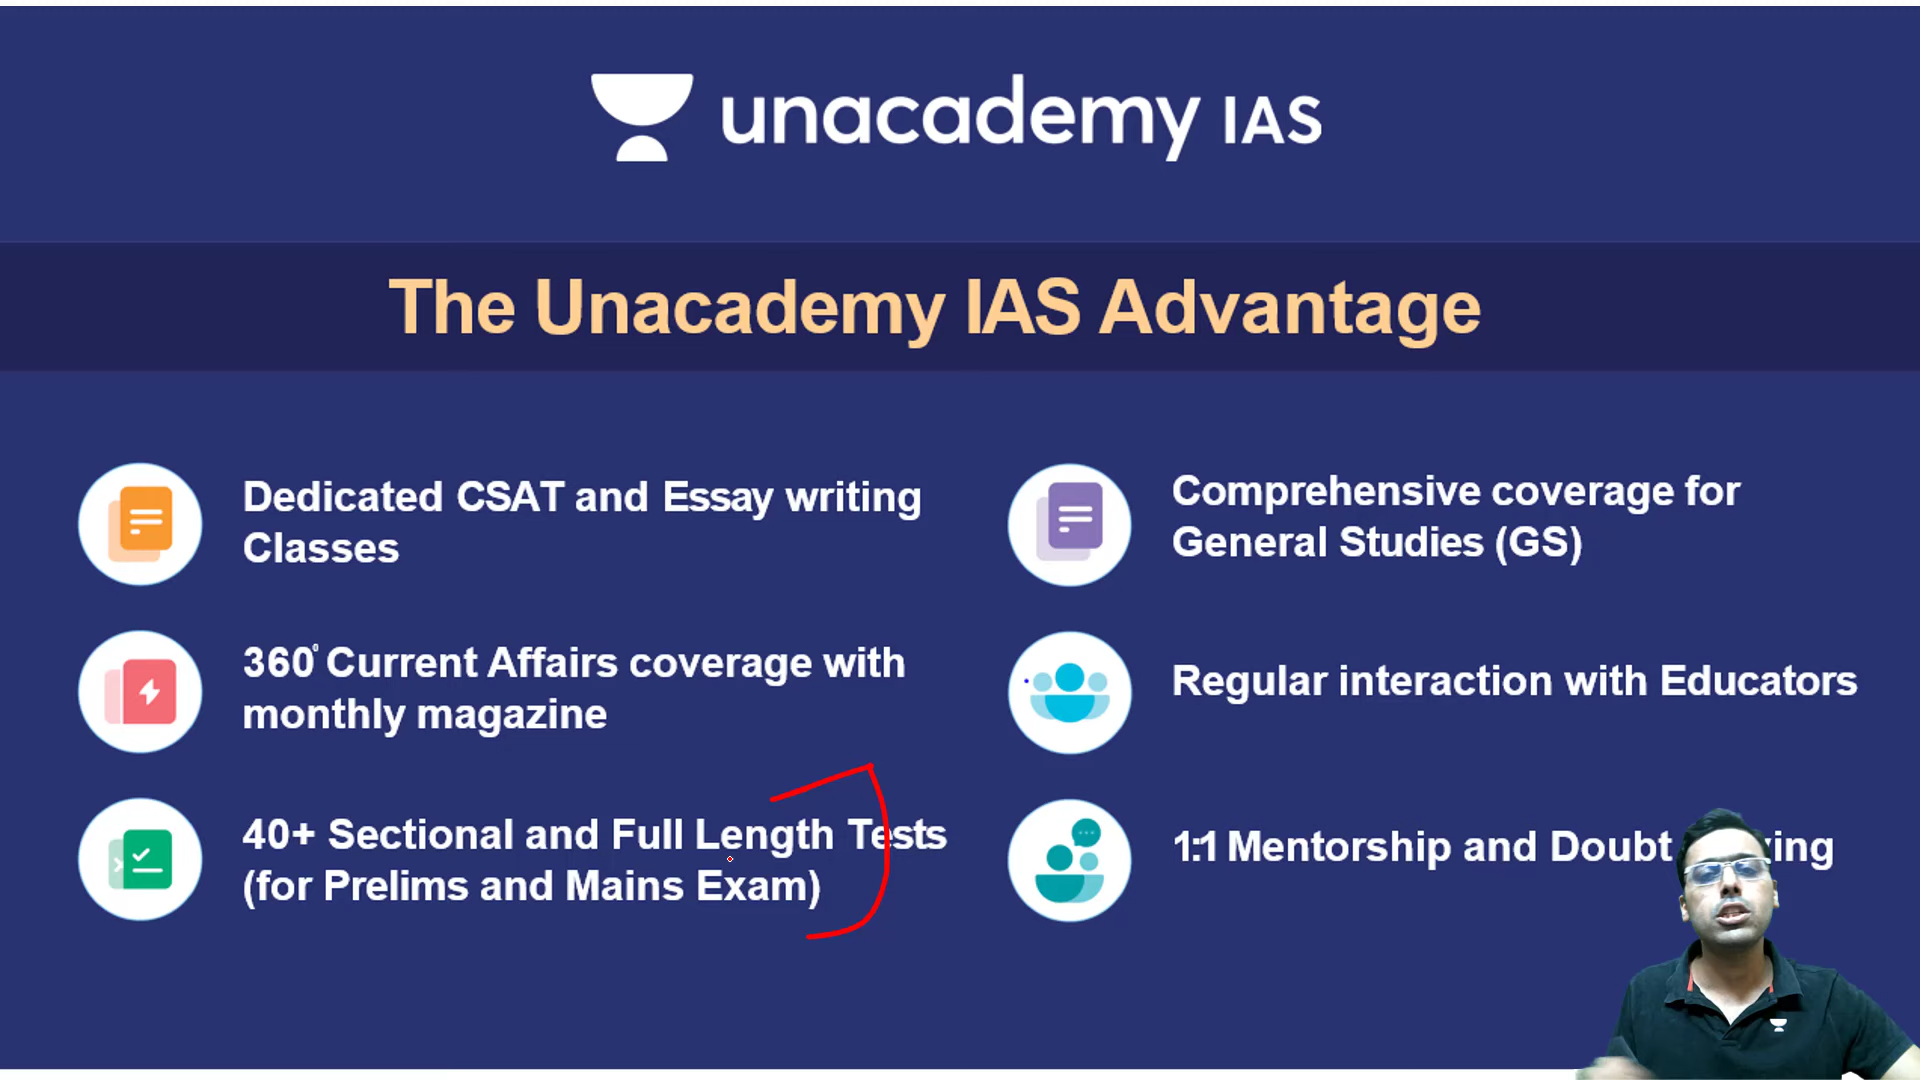 unacademy IAS
The Unacademy IAS Advantage
Dedicated CSAT and Essay writing
Classes
Comprehensive coverage for
General Studies (GS)
360° Current Affairs coverage with
monthly magazine
Regular interaction with Educators
40+ Sectional and Full Length Tests
(for Prelims and Mains Exam)
1:1 Mentorship and Doubt